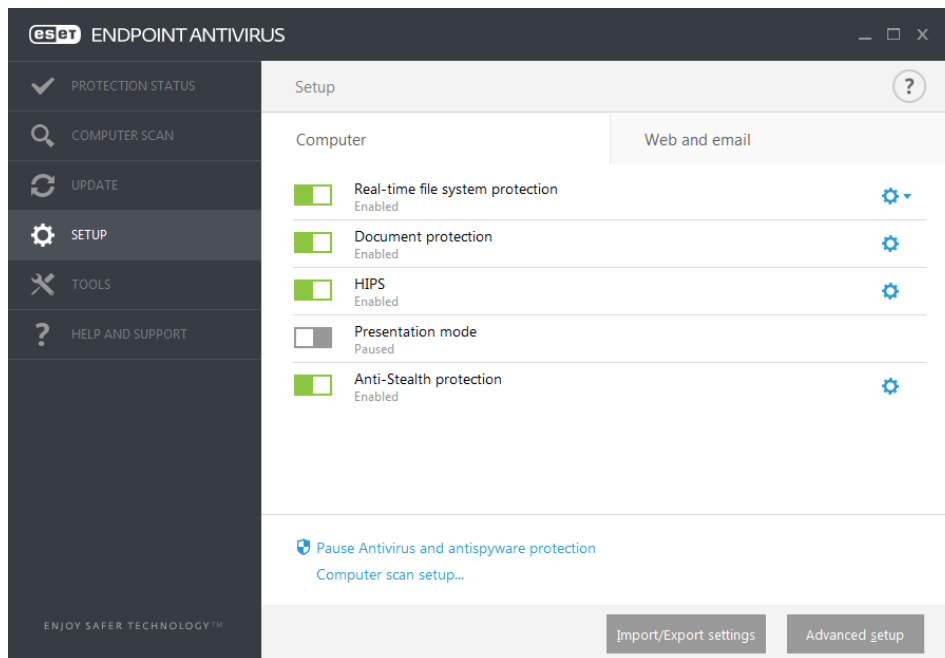 eset ENDPOINT ANTIVIRUS
PROTECTION STATUS
COMPUTER SCAN
UPDATE
SETUP
TOOLS
HELP AND SUPPORT
ENJOY SAFER TECHNOLOGY™
Setup
?
Computer
Web and email
Real-time file system protection
Enabled
Document protection
Enabled
HIPS
Enabled
Presentation mode
Paused
Anti-Stealth protection
Enabled
Pause Antivirus and antispyware protection
Computer scan setup...
Import/Export settings
Advanced setup